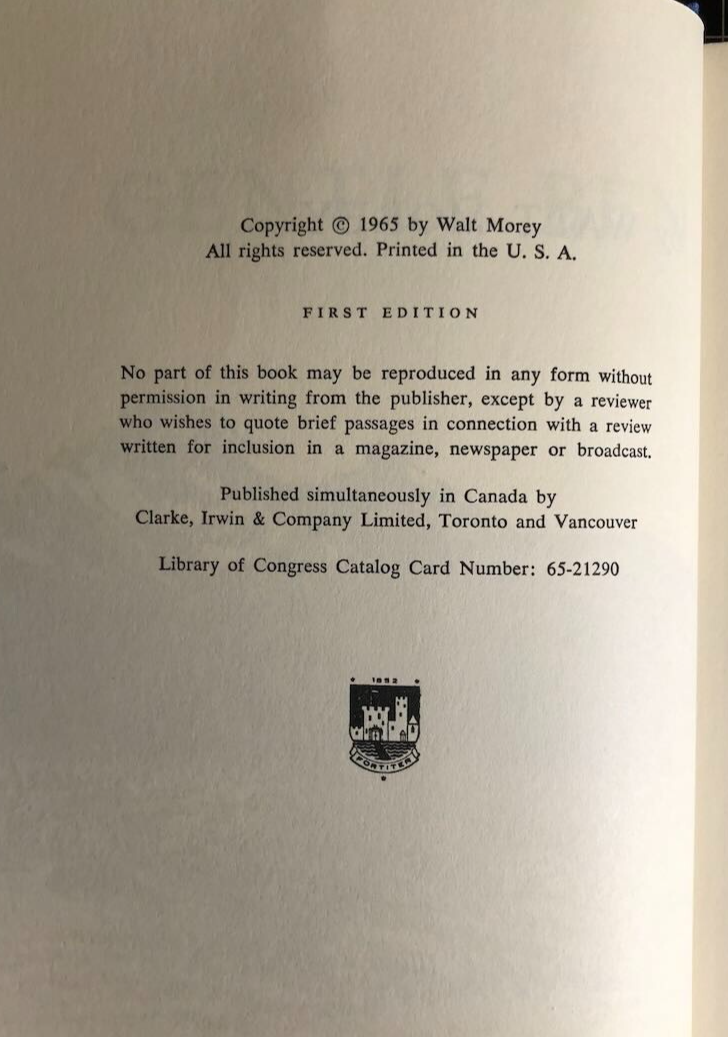 Copyright © 1965 by Walt Morey
All rights reserved. Printed in the U. S. A.
FIRST EDITION
No part of this book may be reproduced in any form without
permission in writing from the publisher, except by a reviewer
who wishes to quote brief passages in connection with a review
written for inclusion in a magazine, newspaper or broadcast.
Published simultaneously in Canada by
Clarke, Irwin & Company Limited, Toronto and Vancouver
Library of Congress Catalog Card Number: 65-21290
1852
FORTITER